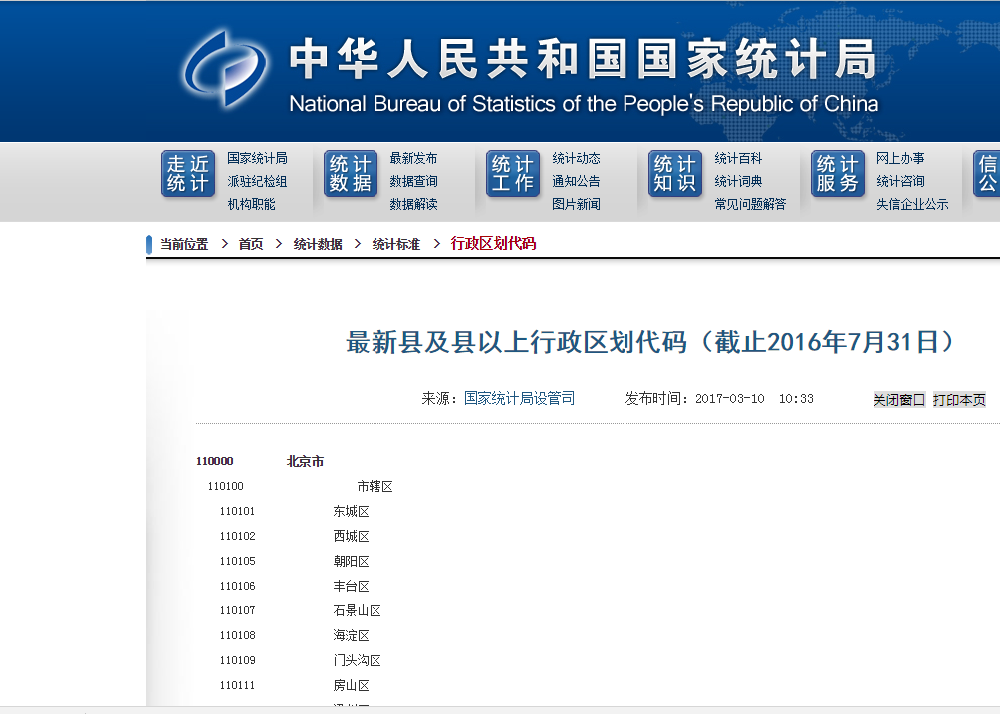 中华人民共和国国家统计局
National Bureau of Statistics of the People's Republic of China
走近统计 国家统计局 派驻纪检组 机构职能
统计数据 最新发布 数据查询 数据解读
统计工作 统计动态 通知公告 图片新闻
统计知识 统计百科 统计词典 常见问题解答
统计服务 网上办事 统计咨询 失信企业公示
信公
当前位置 > 首页 > 统计数据 > 统计标准 > 行政区划代码
最新县及县以上行政区划代码（截止2016年7月31日）
来源：国家统计局设管司 发布时间：2017-03-10 10:33 关闭窗口 打印本页
110000 北京市
110100 市辖区
110101 东城区
110102 西城区
110105 朝阳区
110106 丰台区
110107 石景山区
110108 海淀区
110109 门头沟区
110111 房山区